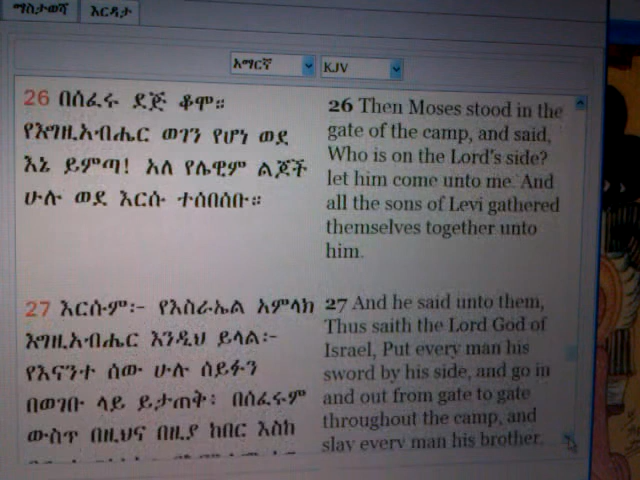 ማስታወሻ
እርዳታ
አማርኛ
KJV
26 በሰፈሩ ደጅ ቆሞ።
የእግዚአብሔር ወገን የሆነ ወደ
እኔ ይምጣ! አለ የሌዊም ልጆች
ሁሉ ወደ እርሱ ተሰበሰቡ።
26 Then Moses stood in the
gate of the camp, and said,
Who is on the Lord's side?
let him come unto me. And
all the sons of Levi gathered
themselves together unto
him.
27 እርሱም፦ የእስራኤል አምላክ
እግዚአብሔር እንዲህ ይላል፦
የእናንተ ሰው ሁሉ ሰይፉን
በወገቡ ላይ ይታጠቅ፣ በሰፈሩም
ውስጥ በዚህና በዚያ ከበር እስከ
27 And he said unto them,
Thus saith the Lord God of
Israel, Put every man his
sword by his side, and go in
and out from gate to gate
throughout the camp, and
slay every man his brother,